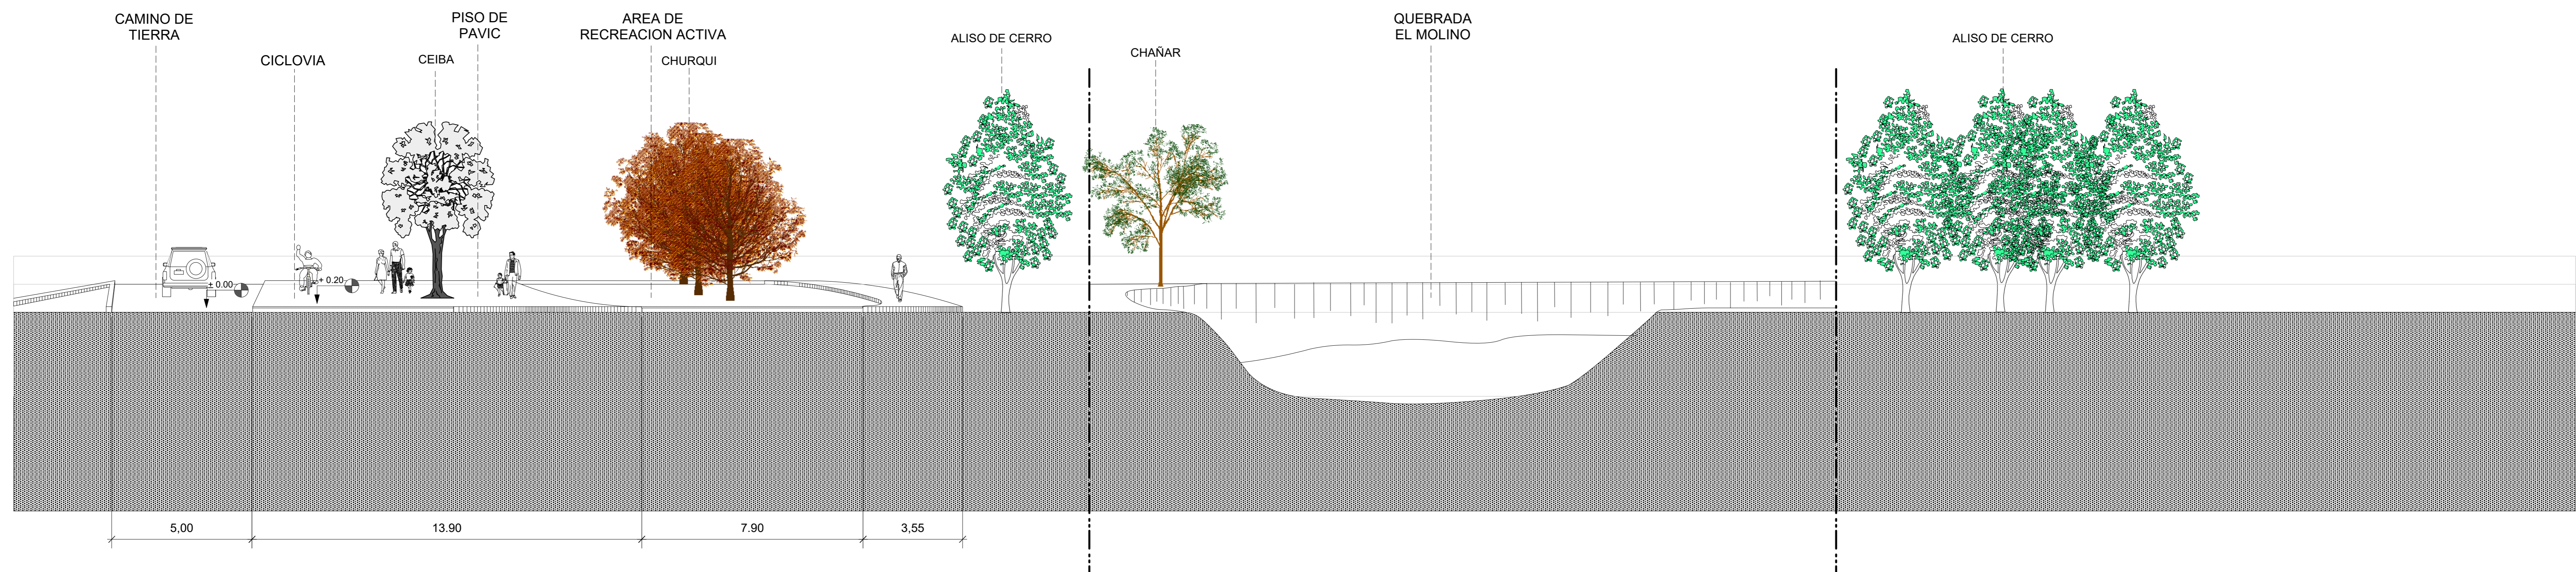 CAMINO DE
TIERRA
CICLOVIA
CEIBA
PISO DE
PAVIC
AREA DE
RECREACION ACTIVA
CHURQUI
ALISO DE CERRO
CHAÑAR
QUEBRADA
EL MOLINO
ALISO DE CERRO
± 0.00
+ 0.20
5,00
13.90
7.90
3,55